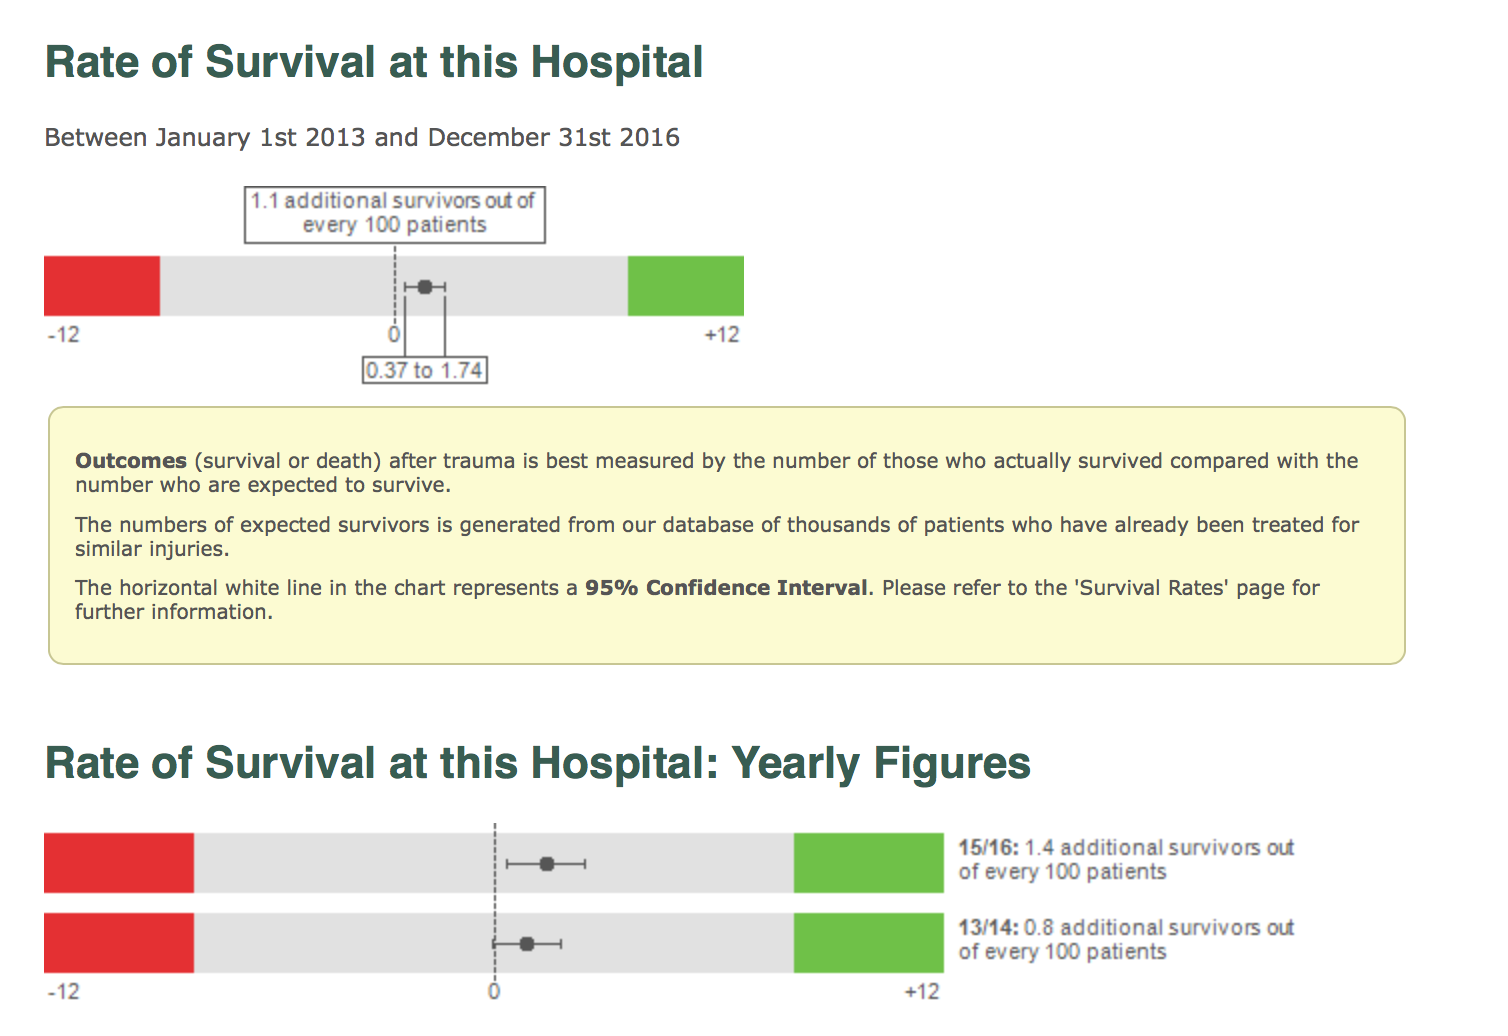 Rate of Survival at this Hospital
Between January 1st 2013 and December 31st 2016
1.1 additional survivors out of
every 100 patients
-12
0
+12
0.37 to 1.74
Outcomes (survival or death) after trauma is best measured by the number of those who actually survived compared with the
number who are expected to survive.
The numbers of expected survivors is generated from our database of thousands of patients who have already been treated for
similar injuries.
The horizontal white line in the chart represents a 95% Confidence Interval. Please refer to the 'Survival Rates' page for
further information.
Rate of Survival at this Hospital: Yearly Figures
15/16: 1.4 additional survivors out
of every 100 patients
13/14: 0.8 additional survivors out
of every 100 patients
-12
0
+12